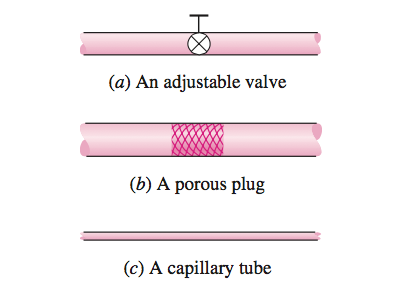 (a) An adjustable valve
(b) A porous plug
(c) A capillary tube